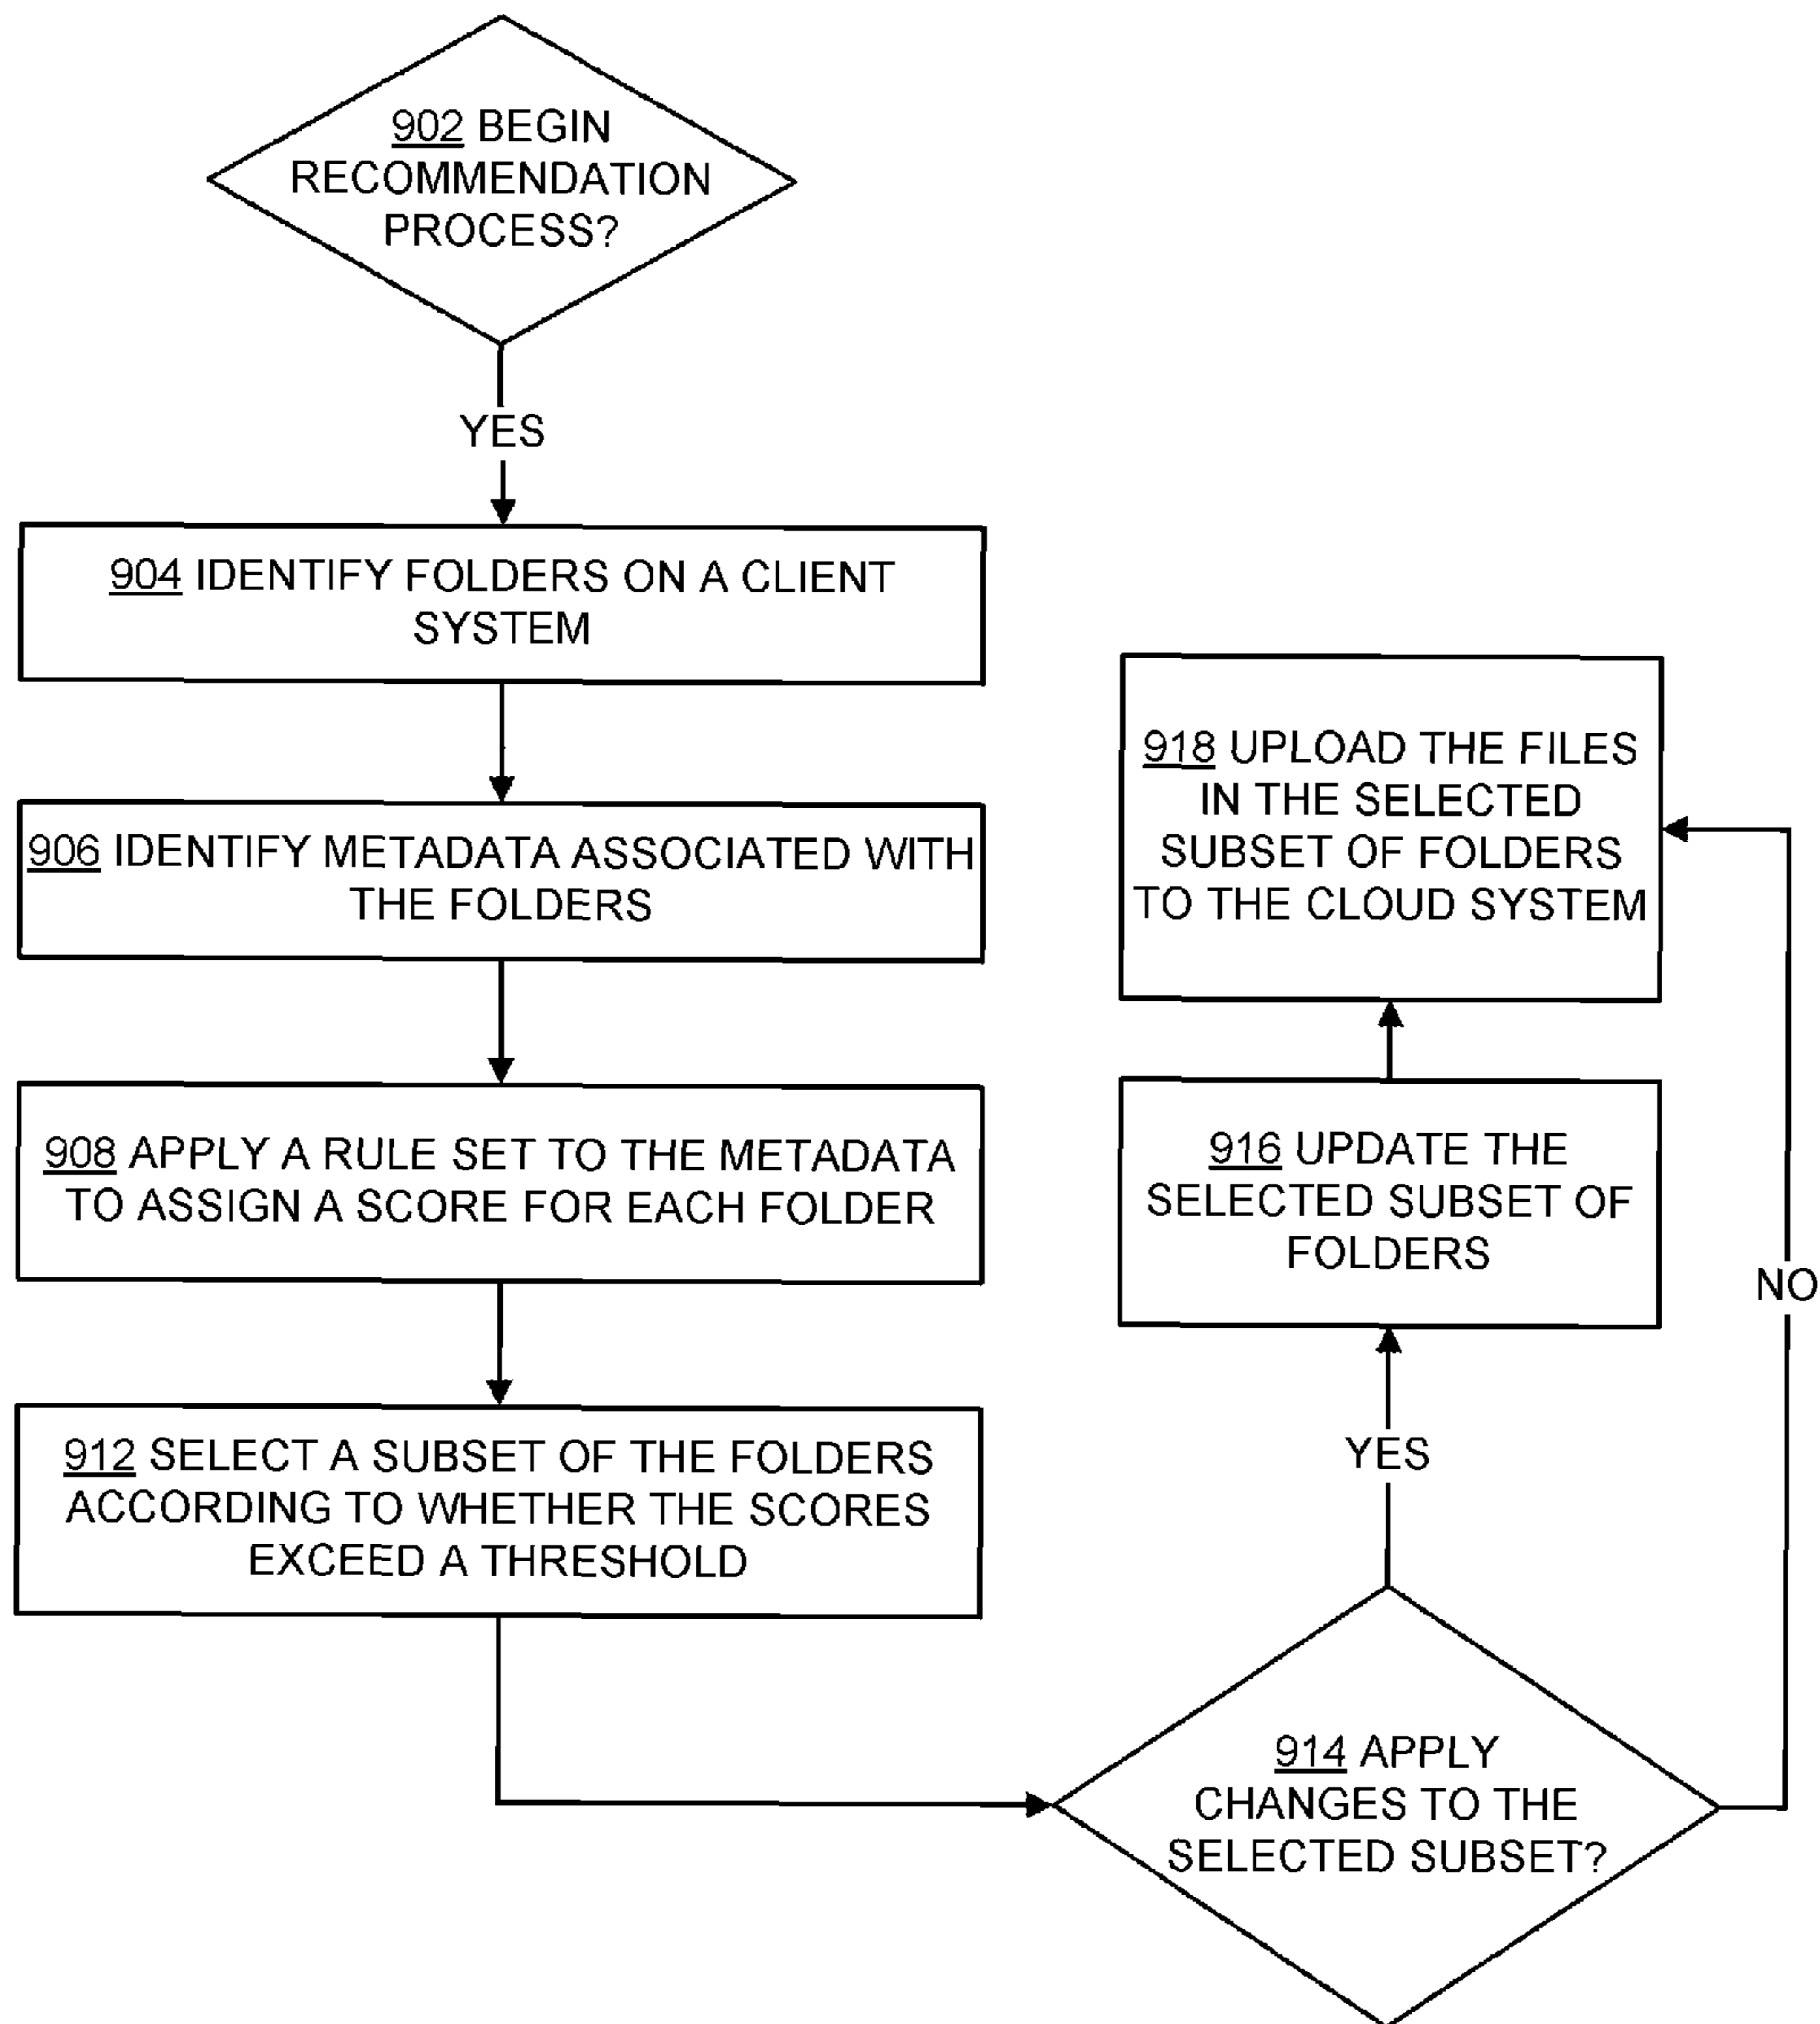 902 BEGIN
RECOMMENDATION
PROCESS?
YES
904 IDENTIFY FOLDERS ON A CLIENT
SYSTEM
906 IDENTIFY METADATA ASSOCIATED WITH
THE FOLDERS
908 APPLY A RULE SET TO THE METADATA
TO ASSIGN A SCORE FOR EACH FOLDER
912 SELECT A SUBSET OF THE FOLDERS
ACCORDING TO WHETHER THE SCORES
EXCEED A THRESHOLD
914 APPLY
CHANGES TO THE
SELECTED SUBSET?
YES
NO
916 UPDATE THE
SELECTED SUBSET OF
FOLDERS
918 UPLOAD THE FILES
IN THE SELECTED
SUBSET OF FOLDERS
TO THE CLOUD SYSTEM